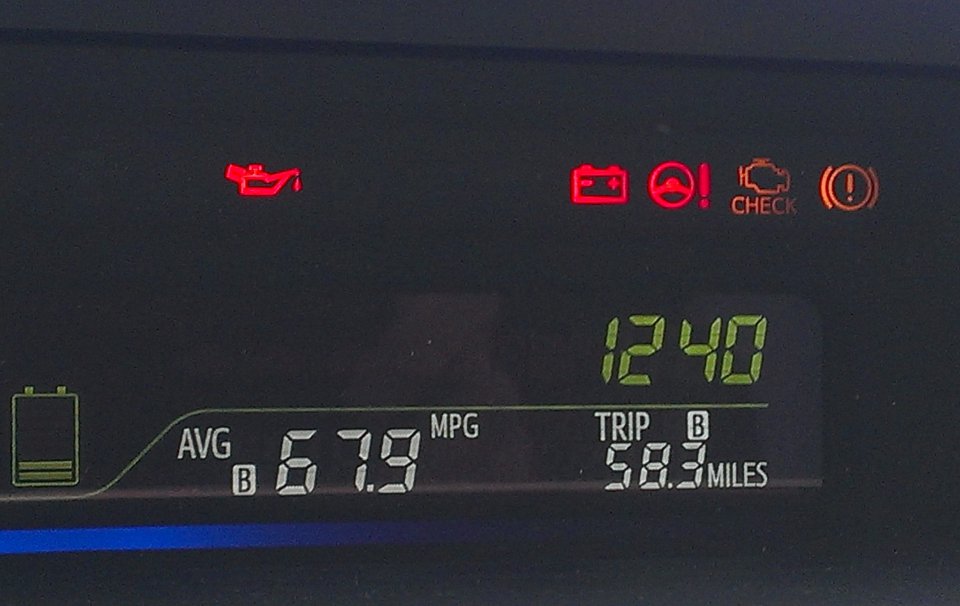 CHECK
1240
AVG B 67.9 MPG
TRIP B
58.3 MILES